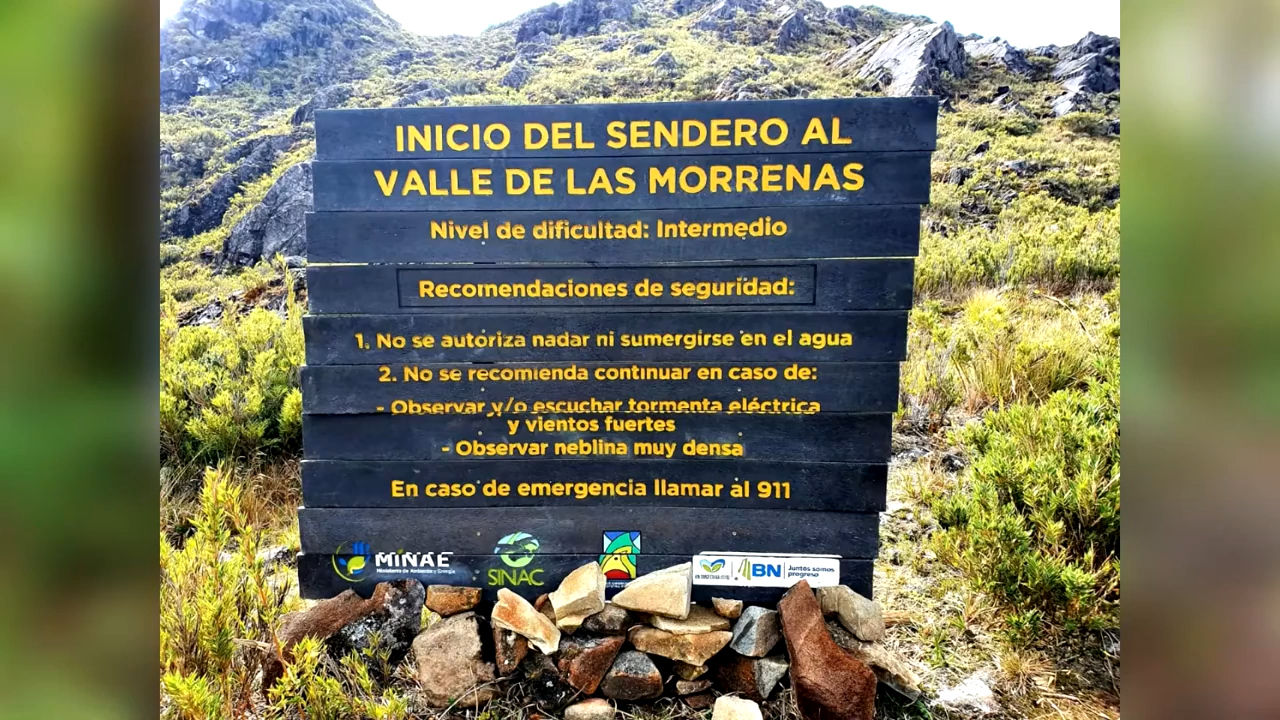 INICIO DEL SENDERO AL
VALLE DE LAS MORRENAS
Nivel de dificultad: Intermedio
Recomendaciones de seguridad:
1. No se autoriza nadar ni sumergirse en el agua
2. No se recomienda continuar en caso de:
- Observar y/o escuchar tormenta eléctrica
y vientos fuertes
- Observar neblina muy densa
En caso de emergencia llamar al 911
MINAE
Ministerio de Ambiente y Energía
SINAC
BN
Juntos somos
progreso